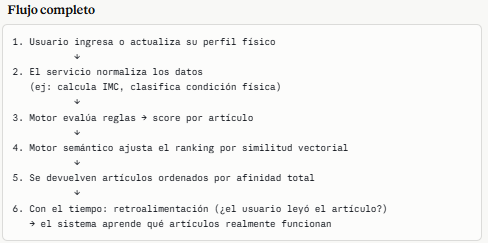 Flujo completo
1. Usuario ingresa o actualiza su perfil físico
↓
2. El servicio normaliza los datos
(ej: calcula IMC, clasifica condición física)
↓
3. Motor evalúa reglas → score por artículo
↓
4. Motor semántico ajusta el ranking por similitud vectorial
↓
5. Se devuelven artículos ordenados por afinidad total
↓
6. Con el tiempo: retroalimentación (¿el usuario leyó el artículo?)
→ el sistema aprende qué artículos realmente funcionan